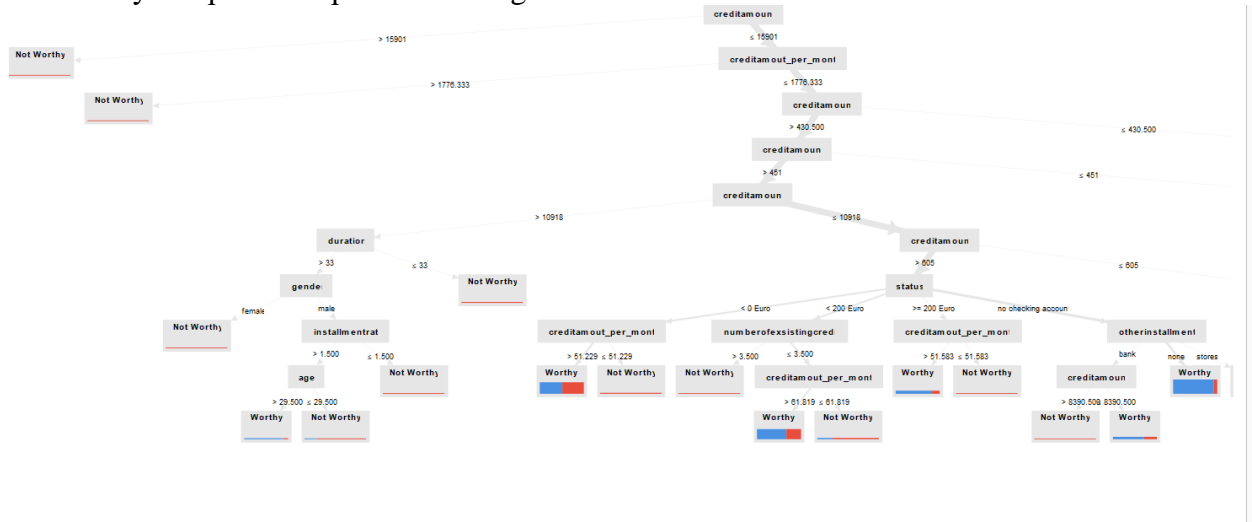 creditamoun
> 15901
≤ 15901
Not Worthy
creditamout_per_mont
> 1776.333
≤ 1776.333
Not Worthy
creditamoun
> 430.500
≤ 430.500
creditamoun
> 451
≤ 451
creditamoun
> 10918
≤ 10918
duration
creditamoun
> 33
≤ 33
> 605
≤ 605
gende
Not Worthy
status
female
male
< 0 Euro
< 200 Euro
>= 200 Euro
no checking accoun
Not Worthy
installmentrat
creditamout_per_mont
numberofexsistingcred
creditamout_per_mont
otherinstallment
> 1.500
≤ 1.500
> 51.229
≤ 51.229
> 3.500
≤ 3.500
> 51.583
≤ 51.583
bank
none
stores
age
Not Worthy
Worthy
Not Worthy
Not Worthy
creditamout_per_mont
Worthy
Not Worthy
creditamoun
Worthy
> 29.500
≤ 29.500
> 61.819
≤ 61.819
> 8390.500
≤ 8390.500
Worthy
Not Worthy
Worthy
Not Worthy
Not Worthy
Worthy